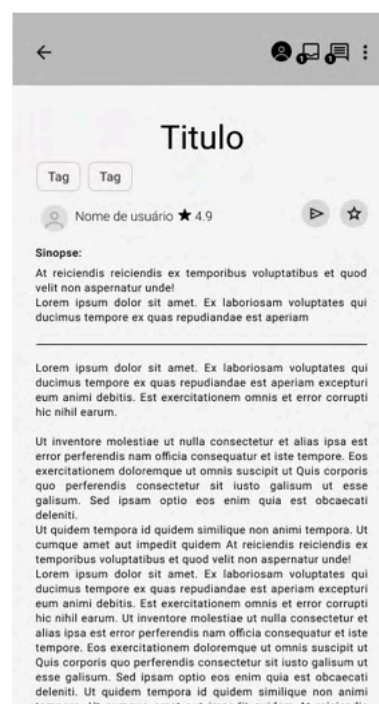 1 1
Titulo
Tag Tag
Nome de usuário ★ 4.9
Sinopse:
At reiciendis reiciendis ex temporibus voluptatibus et quod
velit non aspernatur unde!
Lorem ipsum dolor sit amet. Ex laboriosam voluptates qui
ducimus tempore ex quas repudiandae est aperiam
Lorem ipsum dolor sit amet. Ex laboriosam voluptates qui
ducimus tempore ex quas repudiandae est aperiam excepturi
eum animi debitis. Est exercitationem omnis et error corrupti
hic nihil earum.
Ut inventore molestiae ut nulla consectetur et alias ipsa est
error perferendis nam officia consequatur et iste tempore. Eos
exercitationem doloremque ut omnis suscipit ut Quis corporis
quo perferendis consectetur sit iusto galisum ut esse
galisum. Sed ipsam optio eos enim quia est obcaecati
deleniti.
Ut quidem tempora id quidem similique non animi tempora. Ut
cumque amet aut impedit quidem At reiciendis reiciendis ex
temporibus voluptatibus et quod velit non aspernatur unde!
Lorem ipsum dolor sit amet. Ex laboriosam voluptates qui
ducimus tempore ex quas repudiandae est aperiam excepturi
eum animi debitis. Est exercitationem omnis et error corrupti
hic nihil earum. Ut inventore molestiae ut nulla consectetur et
alias ipsa est error perferendis nam officia consequatur et iste
tempore. Eos exercitationem doloremque ut omnis suscipit ut
Quis corporis quo perferendis consectetur sit iusto galisum ut
esse galisum. Sed ipsam optio eos enim quia est obcaecati
deleniti. Ut quidem tempora id quidem similique non animi